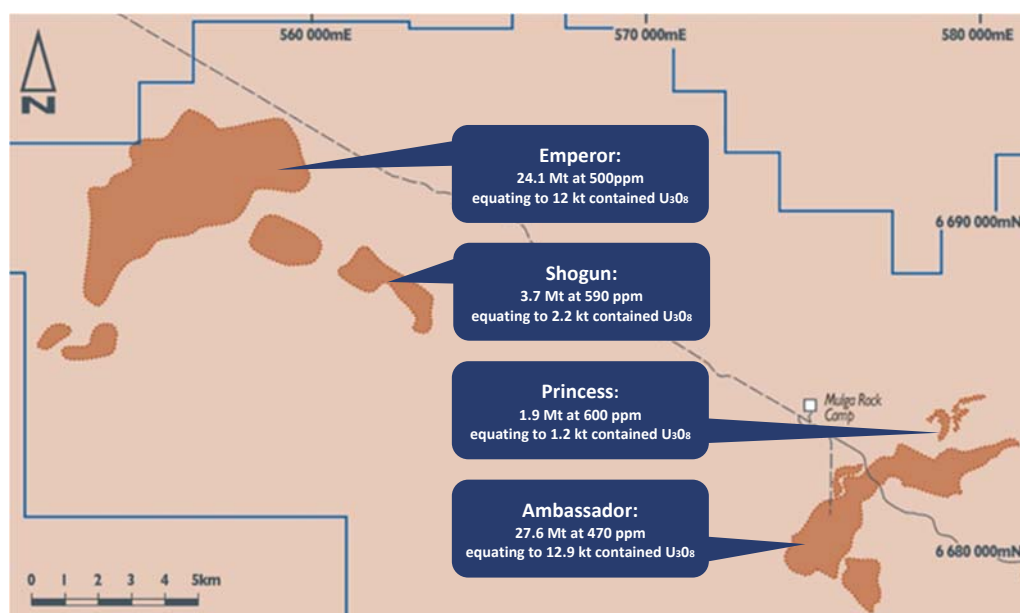 560 000mE
570 000mE
580 000mE
N
Emperor:
24.1 Mt at 500ppm
equating to 12 kt contained U₃0₈
6 690 000mN
Shogun:
3.7 Mt at 590 ppm
equating to 2.2 kt contained U₃0₈
Princess:
1.9 Mt at 600 ppm
equating to 1.2 kt contained U₃0₈
Mulga Rock
Camp
Ambassador:
27.6 Mt at 470 ppm
equating to 12.9 kt contained U₃0₈
6 680 000mN
0 1 2 3 4 5km